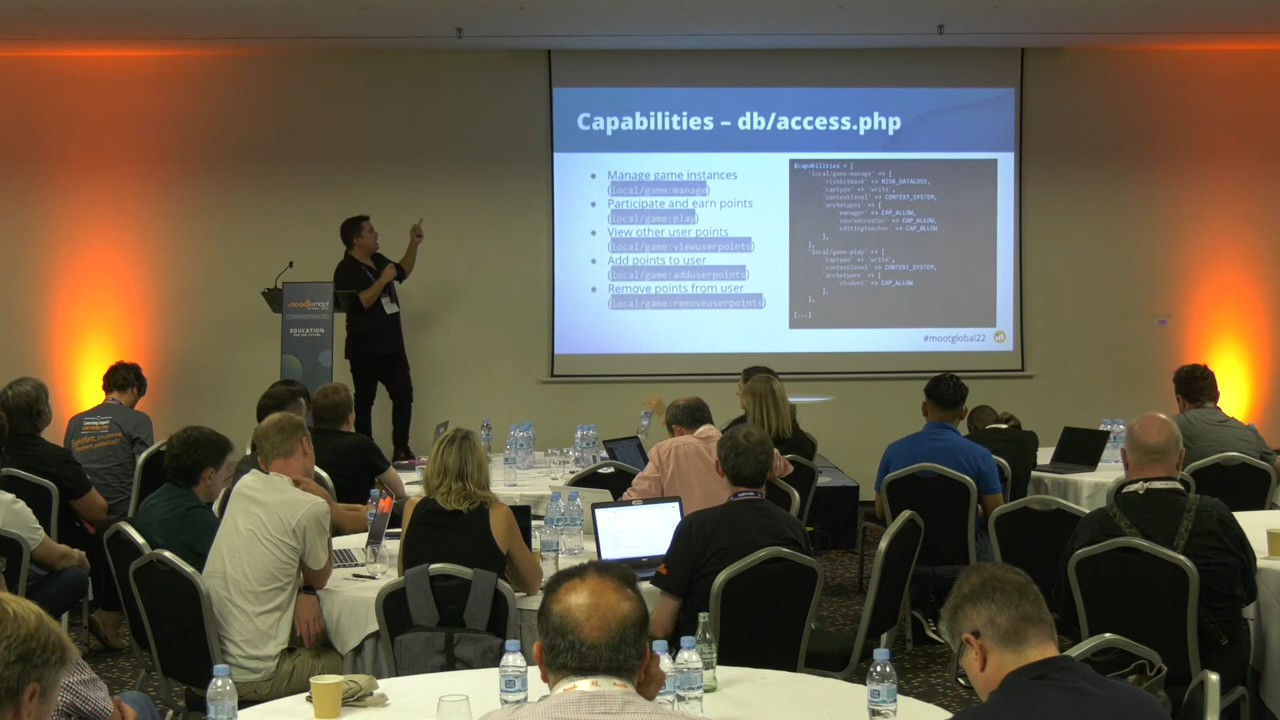 Capabilities – db/access.php
Manage game instances
(local/game:manage)
Participate and earn points
(local/game:play)
View other user points
(local/game:viewuserpoints)
Add points to user
(local/game:adduserpoints)
Remove points from user
(local/game:removeuserpoints)
$capabilities = [
'local/game:manage' => [
'riskbitmask' => RISK_DATALOSS,
'captype' => 'write',
'contextlevel' => CONTEXT_SYSTEM,
'archetypes' => [
'manager' => CAP_ALLOW,
'coursecreator' => CAP_ALLOW,
'editingteacher' => CAP_ALLOW
],
],
'local/game:play' => [
'captype' => 'write',
'contextlevel' => CONTEXT_SYSTEM,
'archetypes' => [
'student' => CAP_ALLOW
],
],
[...]
#mootglobal22
moodlemoot
EDUCATION
FOR THE FUTURE